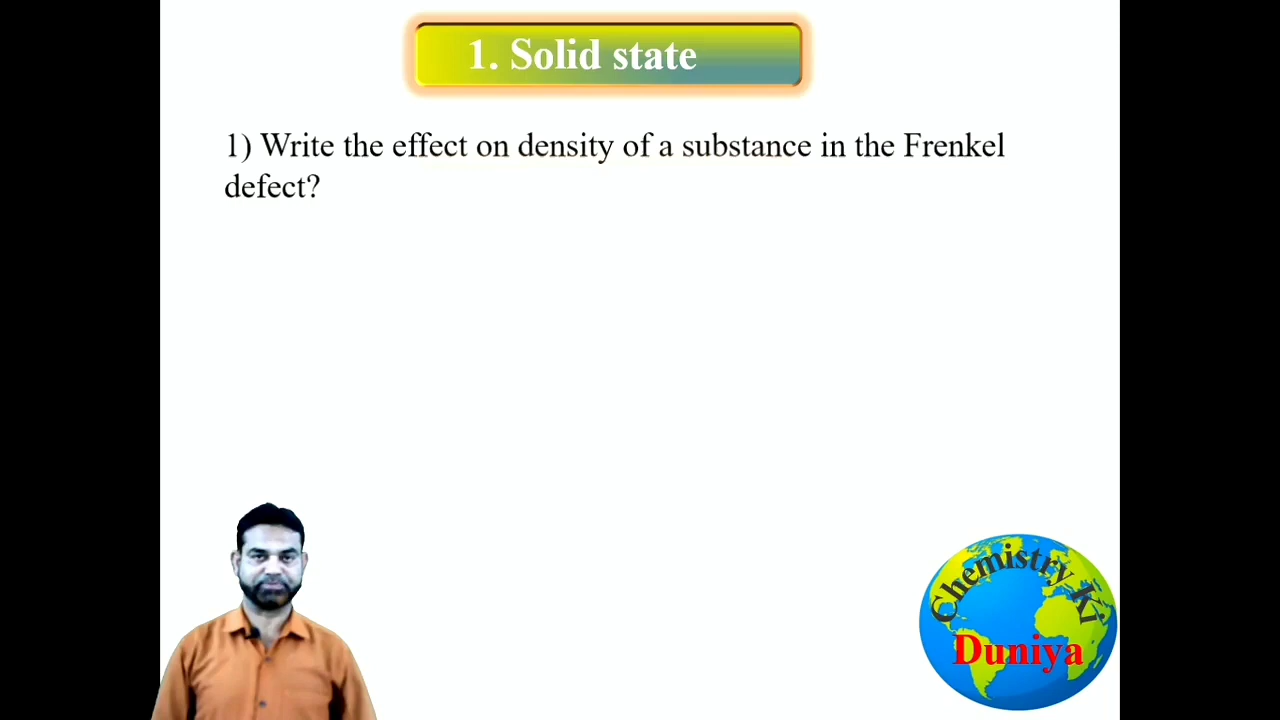 1. Solid state
1) Write the effect on density of a substance in the Frenkel
defect?
Chemistry Ki
Duniya